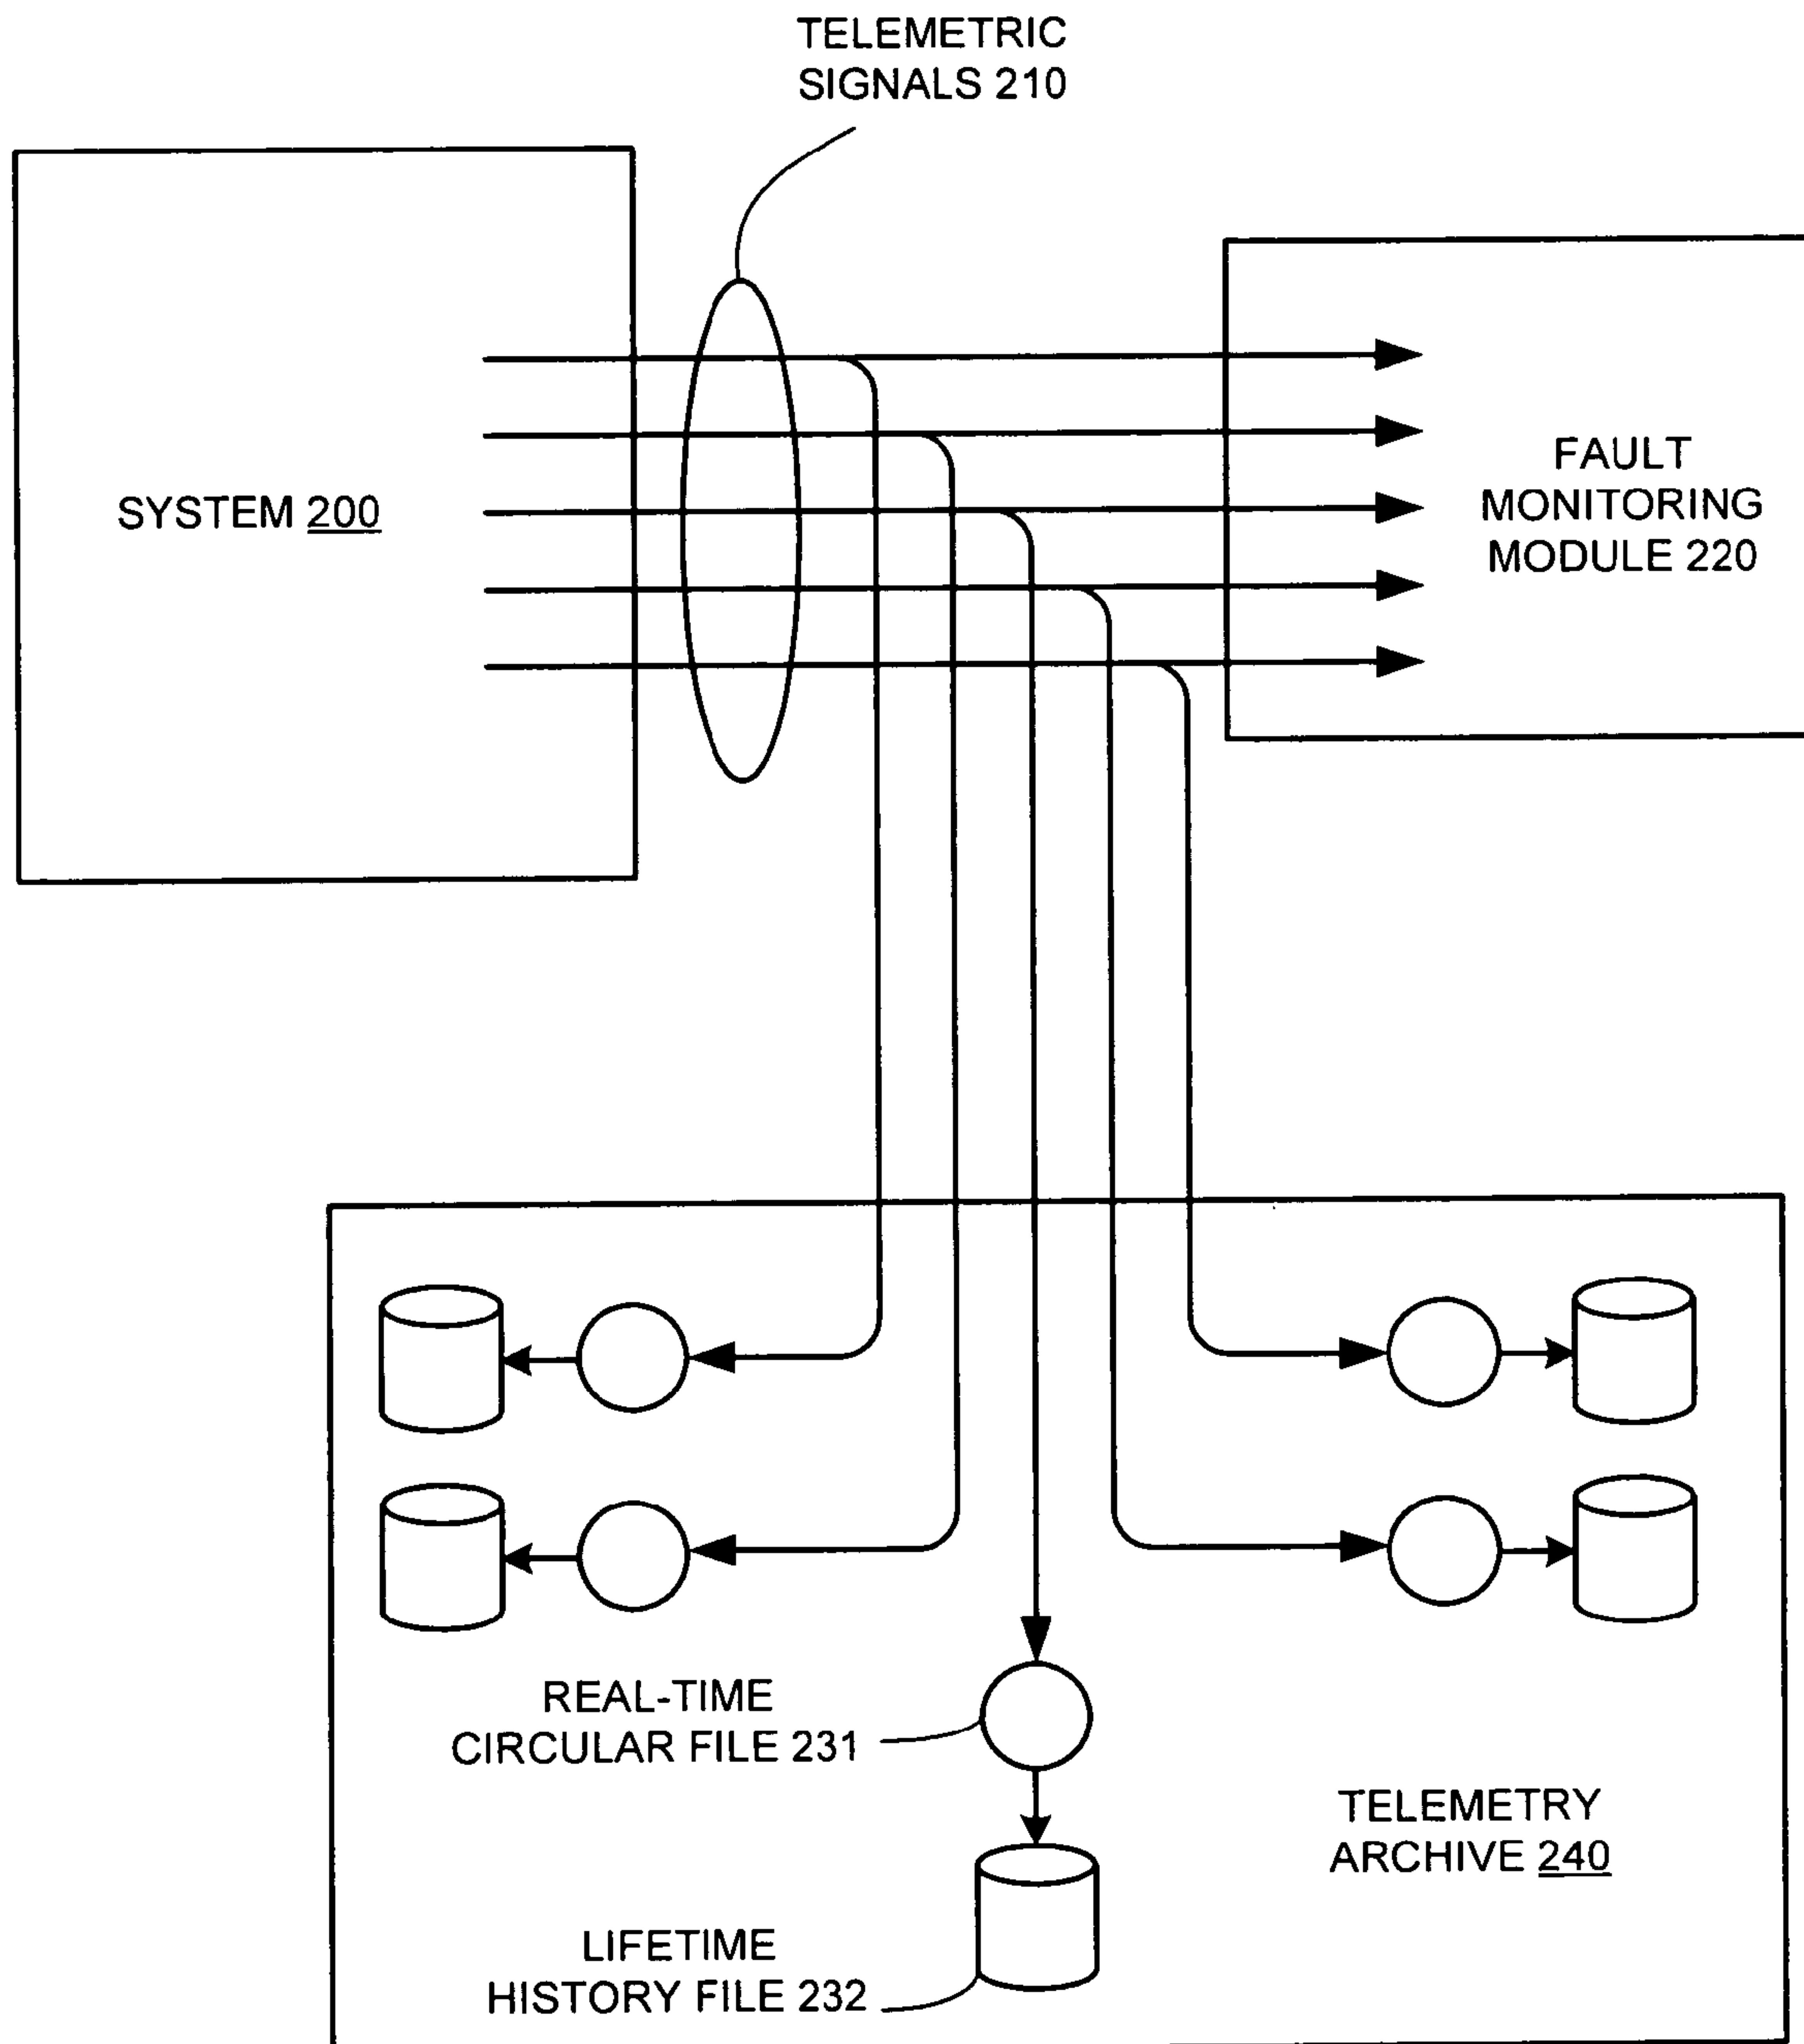 TELEMETRIC
SIGNALS 210
SYSTEM 200
FAULT
MONITORING
MODULE 220
REAL-TIME
CIRCULAR FILE 231
TELEMETRY
ARCHIVE 240
LIFETIME
HISTORY FILE 232